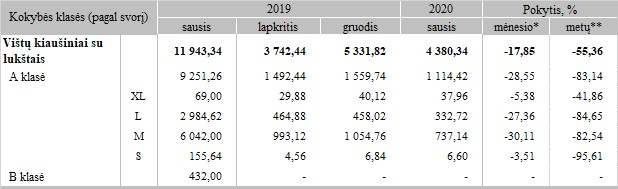 Kokybės klasės (pagal svorį) 2019 2020 Pokytis, %
sausis lapkritis gruodis sausis mėnesio* metų**
Vištų kiaušiniai su lukštais 11 943,34 3 742,44 5 331,82 4 380,34 -17,85 -55,36
A klasė 9 251,26 1 492,44 1 559,74 1 114,42 -28,55 -83,14
XL 69,00 29,88 40,12 37,96 -5,38 -41,86
L 2 984,62 464,88 458,02 332,72 -27,36 -84,65
M 6 042,00 993,12 1 054,76 737,14 -30,11 -82,54
S 155,64 4,56 6,84 6,60 -3,51 -95,61
B klasė 432,00 - - - - -